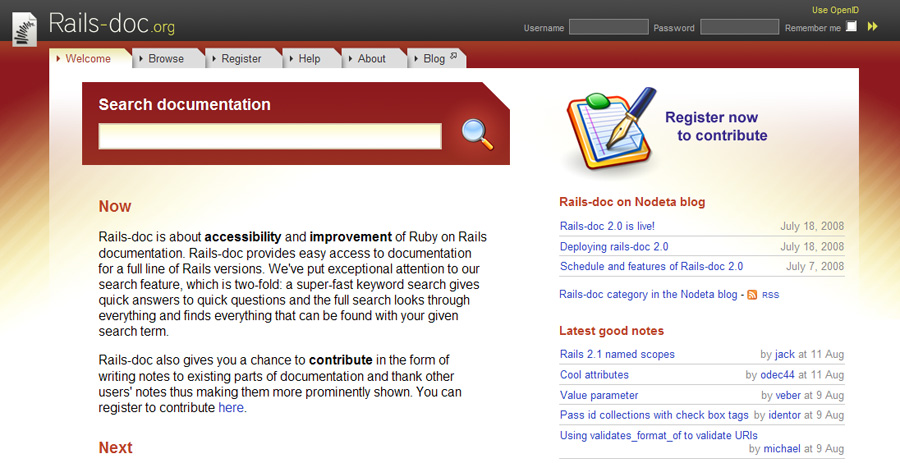 Rails-doc.org
Use OpenID
Username
Password
Remember me
Welcome
Browse
Register
Help
About
Blog
Search documentation
Register now
to contribute
Now
Rails-doc is about accessibility and improvement of Ruby on Rails
documentation. Rails-doc provides easy access to documentation
for a full line of Rails versions. We've put exceptional attention to our
search feature, which is two-fold: a super-fast keyword search gives
quick answers to quick questions and the full search looks through
everything and finds everything that can be found with your given
search term.
Rails-doc also gives you a chance to contribute in the form of
writing notes to existing parts of documentation and thank other
users' notes thus making them more prominently shown. You can
register to contribute here.
Next
Rails-doc on Nodeta blog
Rails-doc 2.0 is live! July 18, 2008
Deploying rails-doc 2.0 July 18, 2008
Schedule and features of Rails-doc 2.0 July 7, 2008
Rails-doc category in the Nodeta blog - RSS
Latest good notes
Rails 2.1 named scopes by jack at 11 Aug
Cool attributes by odec44 at 11 Aug
Value parameter by veber at 9 Aug
Pass id collections with check box tags by identor at 9 Aug
Using validates_format_of to validate URIs
by michael at 9 Aug